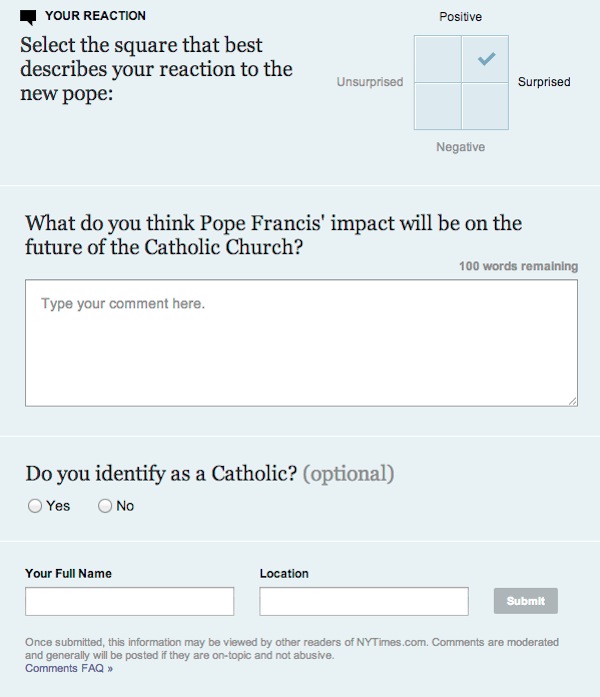 YOUR REACTION
Select the square that best
describes your reaction to the
new pope:
Positive
Unsurprised
Surprised
Negative
What do you think Pope Francis' impact will be on the
future of the Catholic Church?
100 words remaining
Type your comment here.
Do you identify as a Catholic? (optional)
Yes
No
Your Full Name
Location
Submit
Once submitted, this information may be viewed by other readers of NYTimes.com. Comments are moderated
and generally will be posted if they are on-topic and not abusive.
Comments FAQ »